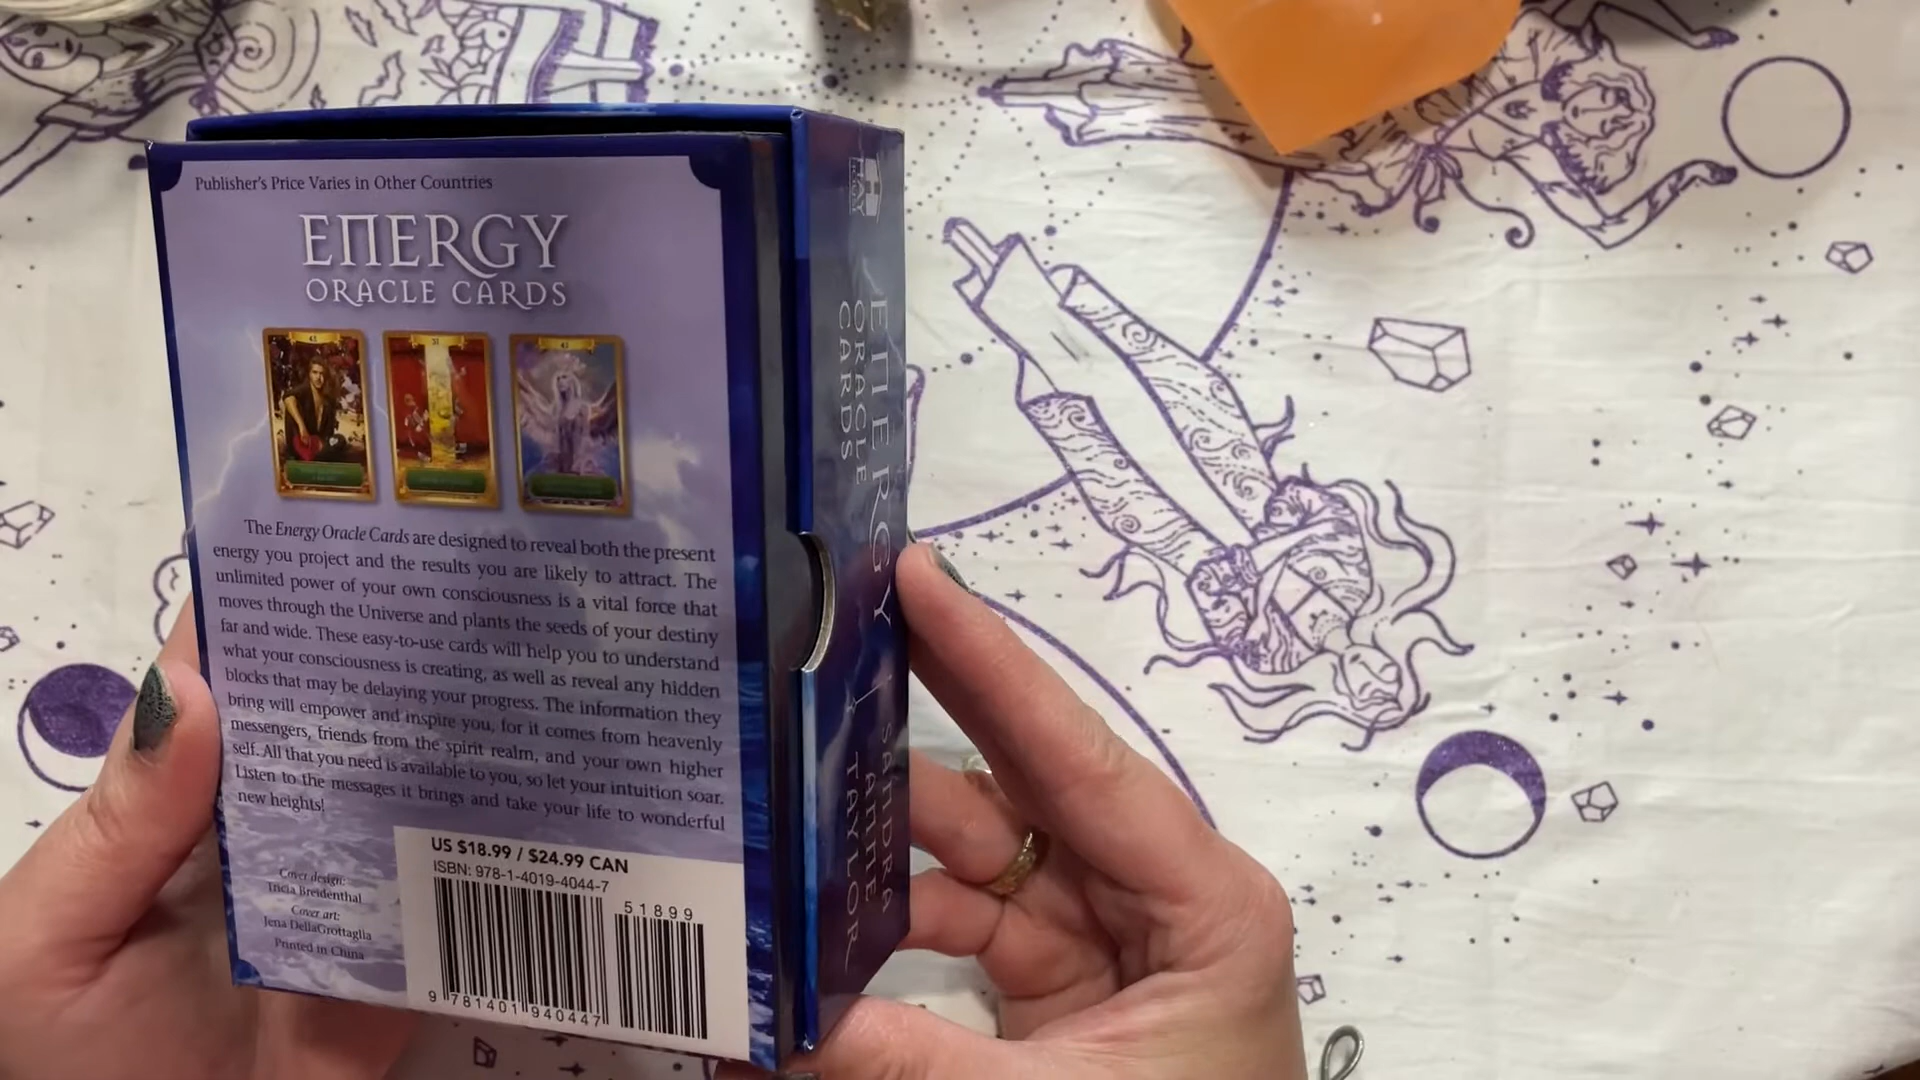 Publisher's Price Varies in Other Countries
ENERGY
ORACLE CARDS
43
31
The Energy Oracle Cards are designed to reveal both the present
energy you project and the results you are likely to attract. The
unlimited power of your own consciousness is a vital force that
moves through the Universe and plants the seeds of your destiny
far and wide. These easy-to-use cards will help you to understand
what your consciousness is creating, as well as reveal any hidden
blocks that may be delaying your progress. The information they
bring will empower and inspire you, for it comes from heavenly
messengers, friends from the spirit realm, and your own higher
self. All that you need is available to you, so let your intuition soar.
Listen to the messages it brings and take your life to wonderful
new heights!
Cover design:
Tricia Breidenthal
Cover art:
Jena DellaGrottaglia
Printed in China
US $18.99 / $24.99 CAN
ISBN: 978-1-4019-4044-7
51899
9 781401 940447
HAY
HOUSE
ENERGY
ORACLE
CARDS
SANDRA
ANNE
TAYLOR